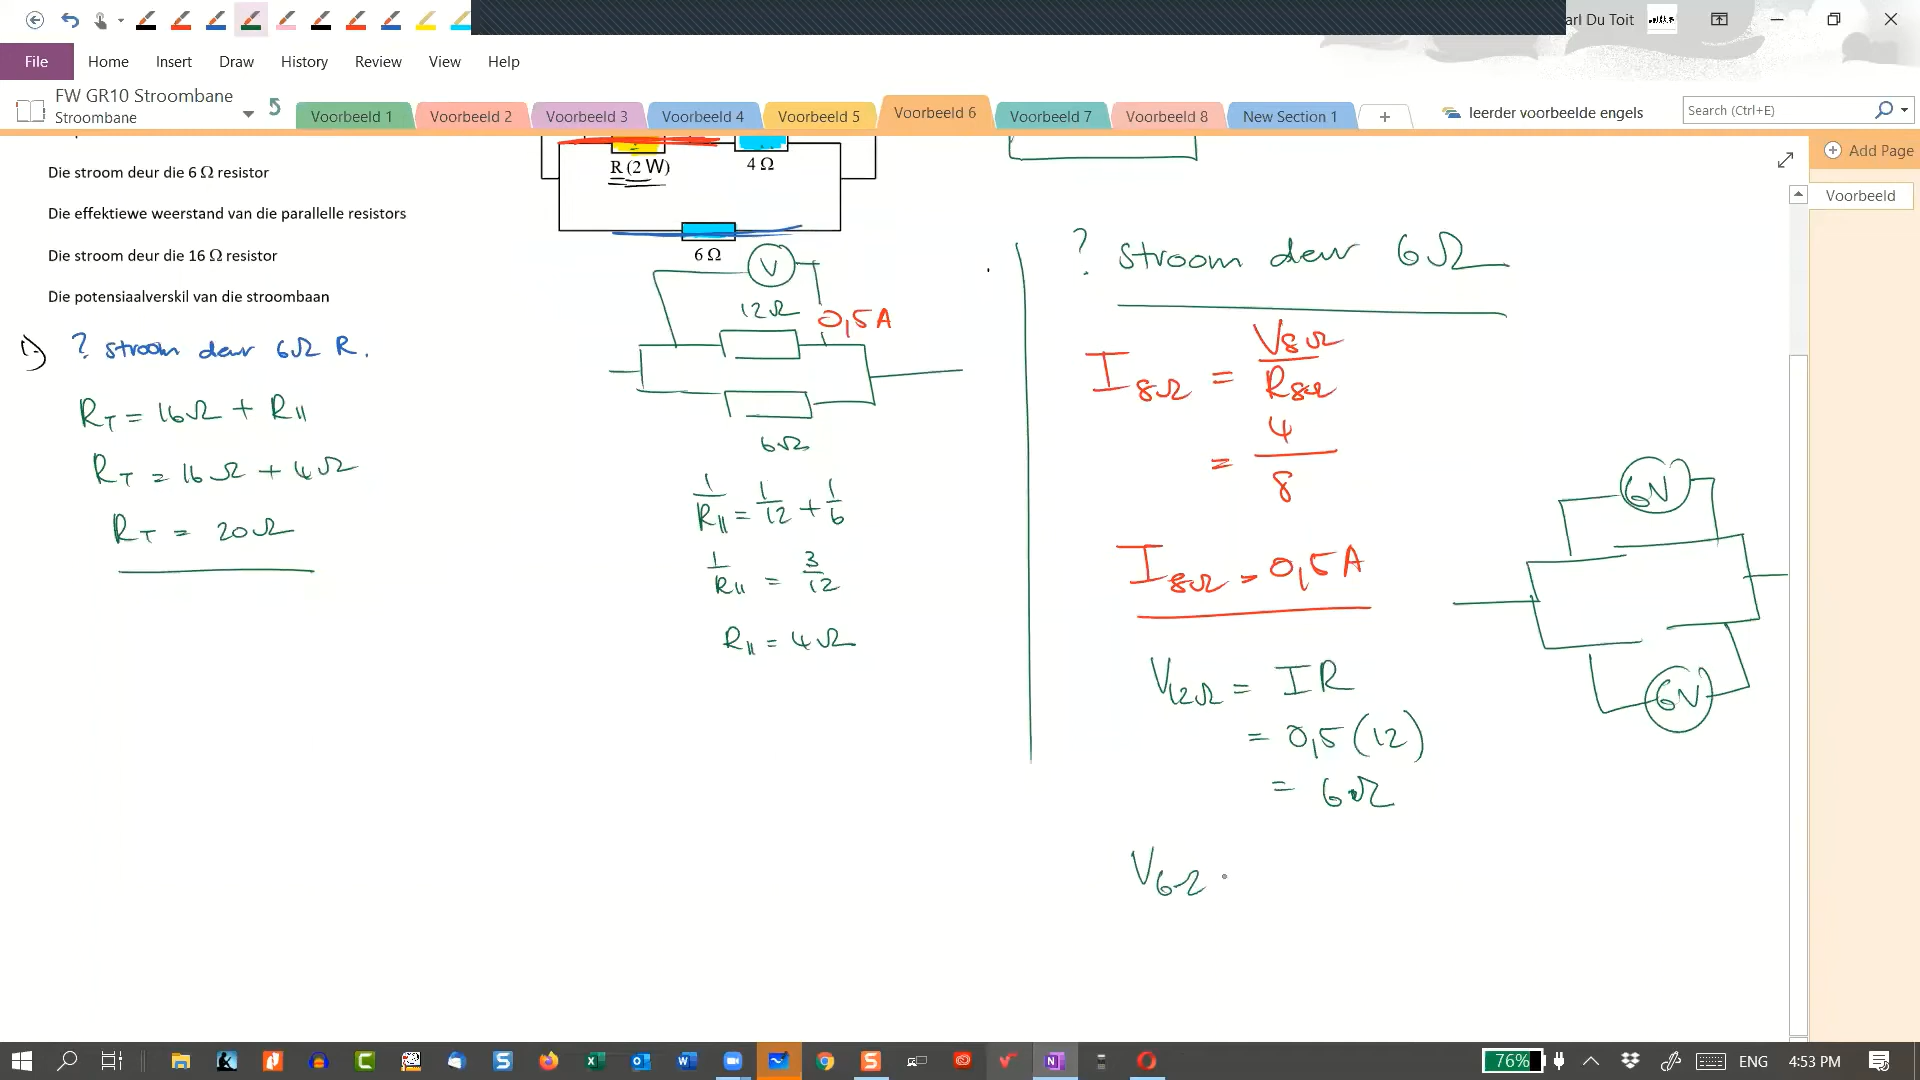 arl Du Toit
File Home Insert Draw History Review View Help
FW GR10 Stroombane
Stroombane
Voorbeeld 1 Voorbeeld 2 Voorbeeld 3 Voorbeeld 4 Voorbeeld 5 Voorbeeld 6 Voorbeeld 7 Voorbeeld 8 New Section 1 +
leerder voorbeelde engels
Search (Ctrl+E)
Add Page
Voorbeeld
Die stroom deur die 6 Ω resistor
Die effektiewe weerstand van die parallelle resistors
Die stroom deur die 16 Ω resistor
Die potensiaalverskil van die stroombaan
R (2 W)
4 Ω
6 Ω
V
12Ω
0,5A
6Ω
1/R|| = 1/12 + 1/6
1/R|| = 3/12
R|| = 4Ω
1.) ? stroom deur 6Ω R.
RT = 16Ω + R||
RT = 16Ω + 4Ω
RT = 20Ω
? stroom deur 6Ω
I8Ω = V8Ω/R8Ω
= 4/8
I8Ω = 0,5A
V12Ω = IR
= 0,5(12)
= 6Ω
V6Ω
6V
6V
76%
ENG
4:53 PM